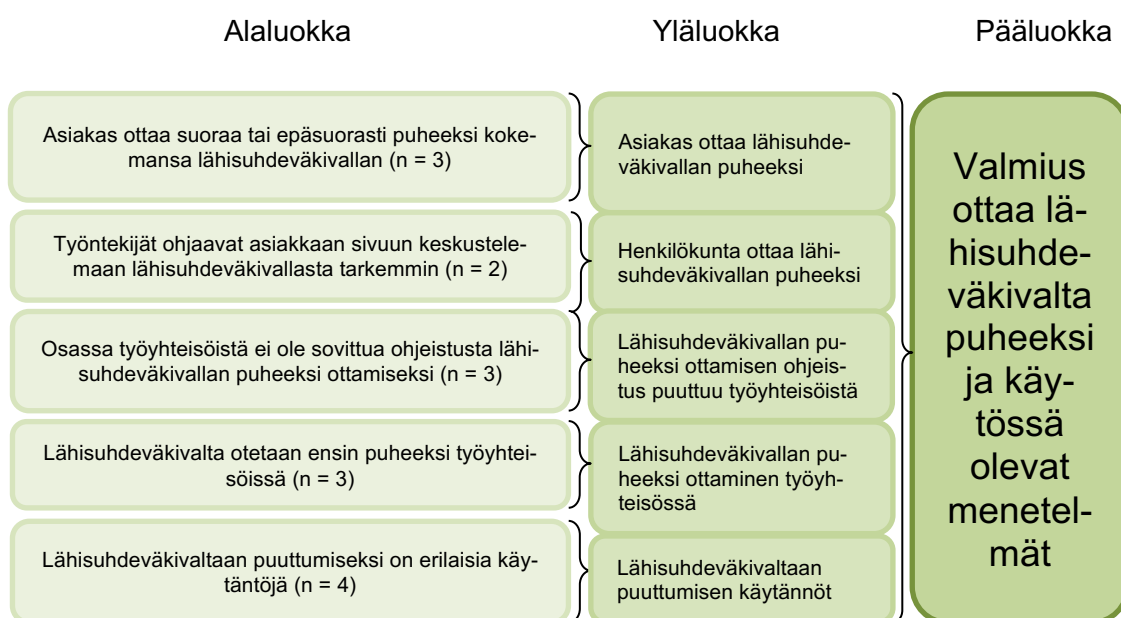 Alaluokka
Yläluokka
Pääluokka
Asiakas ottaa suoraa tai epäsuorasti puheeksi koke-
mansa lähisuhdeväkivallan (n = 3)
Asiakas ottaa lähisuhde-
väkivallan puheeksi
Työntekijät ohjaavat asiakkaan sivuun keskustele-
maan lähisuhdeväkivallasta tarkemmin (n = 2)
Henkilökunta ottaa lähi-
suhdeväkivallan puheeksi
Osassa työyhteisöistä ei ole sovittua ohjeistusta lähi-
suhdeväkivallan puheeksi ottamiseksi (n = 3)
Lähisuhdeväkivallan pu-
heeksi ottamisen ohjeis-
tus puuttuu työyhteisöistä
Lähisuhdeväkivalta otetaan ensin puheeksi työyhtei-
söissä (n = 3)
Lähisuhdeväkivallan pu-
heeksi ottaminen työyh-
teisössä
Lähisuhdeväkivaltaan puuttumiseksi on erilaisia käy-
täntöjä (n = 4)
Lähisuhdeväkivaltaan
puuttumisen käytännöt
Valmius
ottaa lä-
hisuhde-
väkivalta
puheeksi
ja käy-
tössä
olevat
menetel-
mät